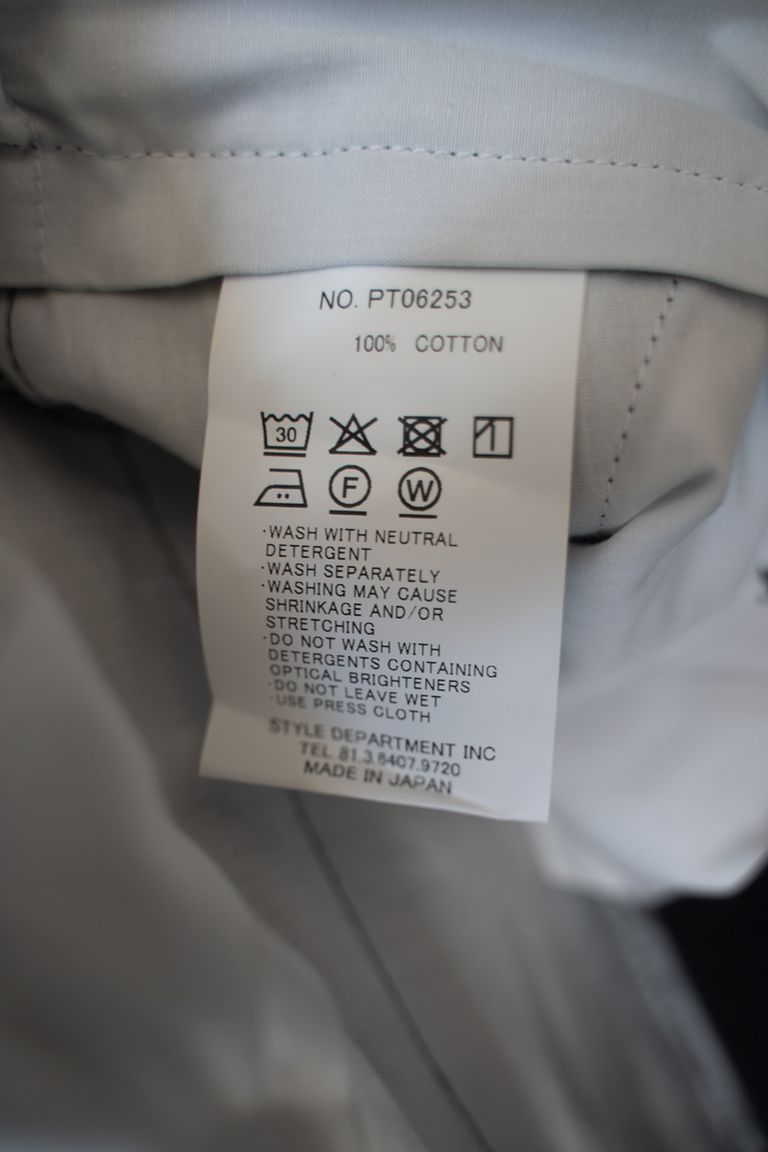 NO. PT06253
100% COTTON
30
F W
·WASH WITH NEUTRAL
DETERGENT
·WASH SEPARATELY
·WASHING MAY CAUSE
SHRINKAGE AND/OR
STRETCHING
·DO NOT WASH WITH
DETERGENTS CONTAINING
OPTICAL BRIGHTENERS
·DO NOT LEAVE WET
·USE PRESS CLOTH
STYLE DEPARTMENT INC
TEL 81.3.6407.9720
MADE IN JAPAN